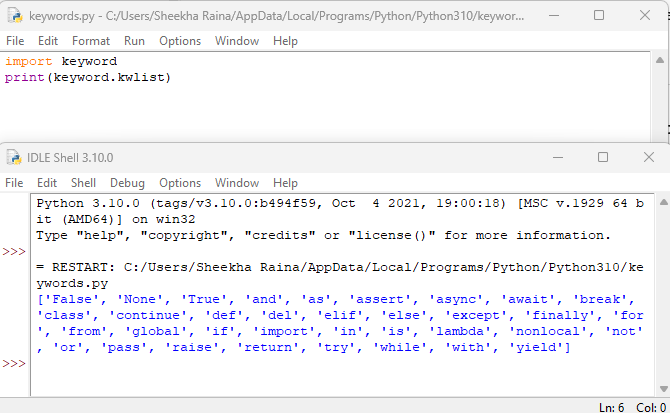 keywords.py - C:/Users/Sheekha Raina/AppData/Local/Programs/Python/Python310/keywor...
File Edit Format Run Options Window Help
import keyword
print(keyword.kwlist)
IDLE Shell 3.10.0
File Edit Shell Debug Options Window Help
Python 3.10.0 (tags/v3.10.0:b494f59, Oct  4 2021, 19:00:18) [MSC v.1929 64 b
it (AMD64)] on win32
Type "help", "copyright", "credits" or "license()" for more information.
>>>
= RESTART: C:/Users/Sheekha Raina/AppData/Local/Programs/Python/Python310/ke
ywords.py
['False', 'None', 'True', 'and', 'as', 'assert', 'async', 'await', 'break',
'class', 'continue', 'def', 'del', 'elif', 'else', 'except', 'finally', 'for
', 'from', 'global', 'if', 'import', 'in', 'is', 'lambda', 'nonlocal', 'not'
, 'or', 'pass', 'raise', 'return', 'try', 'while', 'with', 'yield']
>>>
Ln: 6 Col: 0